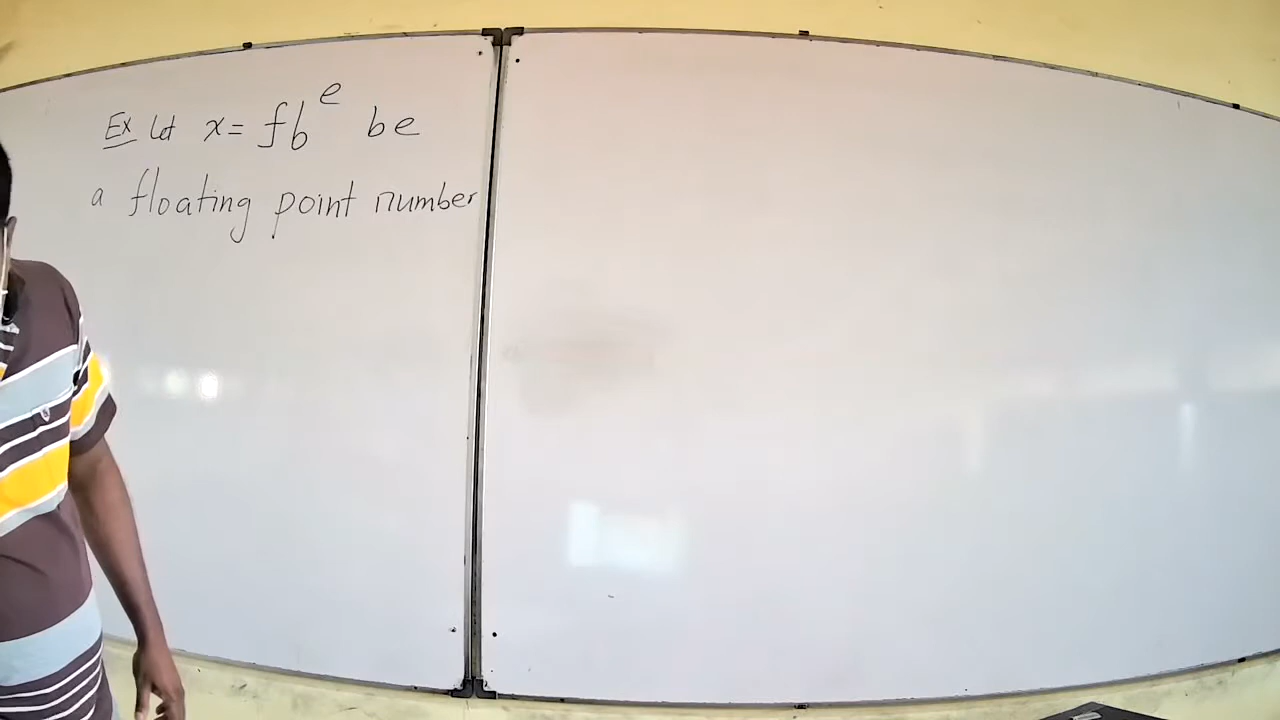 Ex Let x = fb^e be
a floating point number